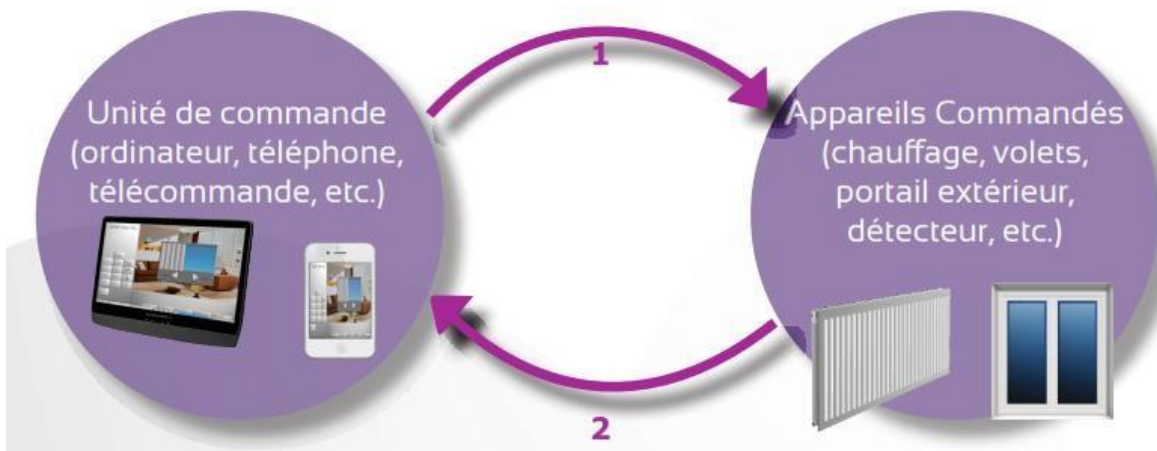 1
Unité de commande
(ordinateur, téléphone,
télécommande, etc.)
Appareils Commandés
(chauffage, volets,
portail extérieur,
détecteur, etc.)
2